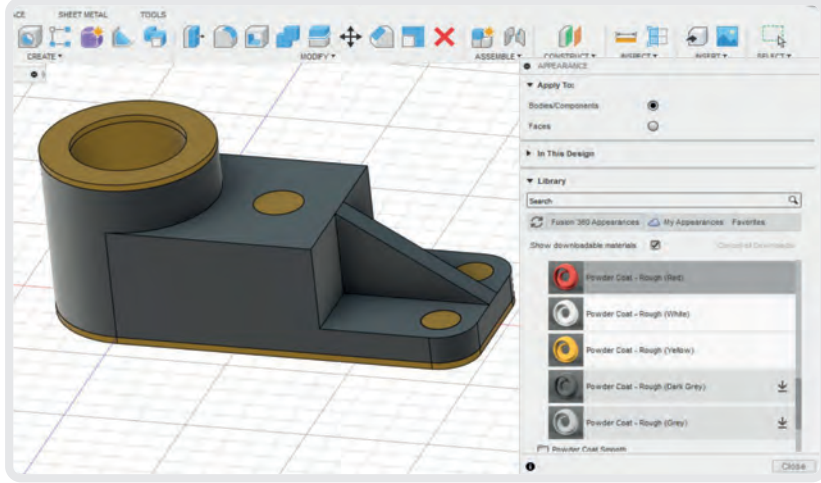 SHEET METAL TOOLS
CREATE MODIFY ASSEMBLE CONSTRUCT INSPECT INSERT SELECT
APPEARANCE
Apply To:
Bodies/Components
Faces
In This Design
Library
Search
Fusion 360 Appearances My Appearances Favorites
Show downloadable materials
Powder Coat - Rough (Red)
Powder Coat - Rough (White)
Powder Coat - Rough (Yellow)
Powder Coat - Rough (Dark Grey)
Powder Coat - Rough (Grey)
Powder Coat Smooth
Close